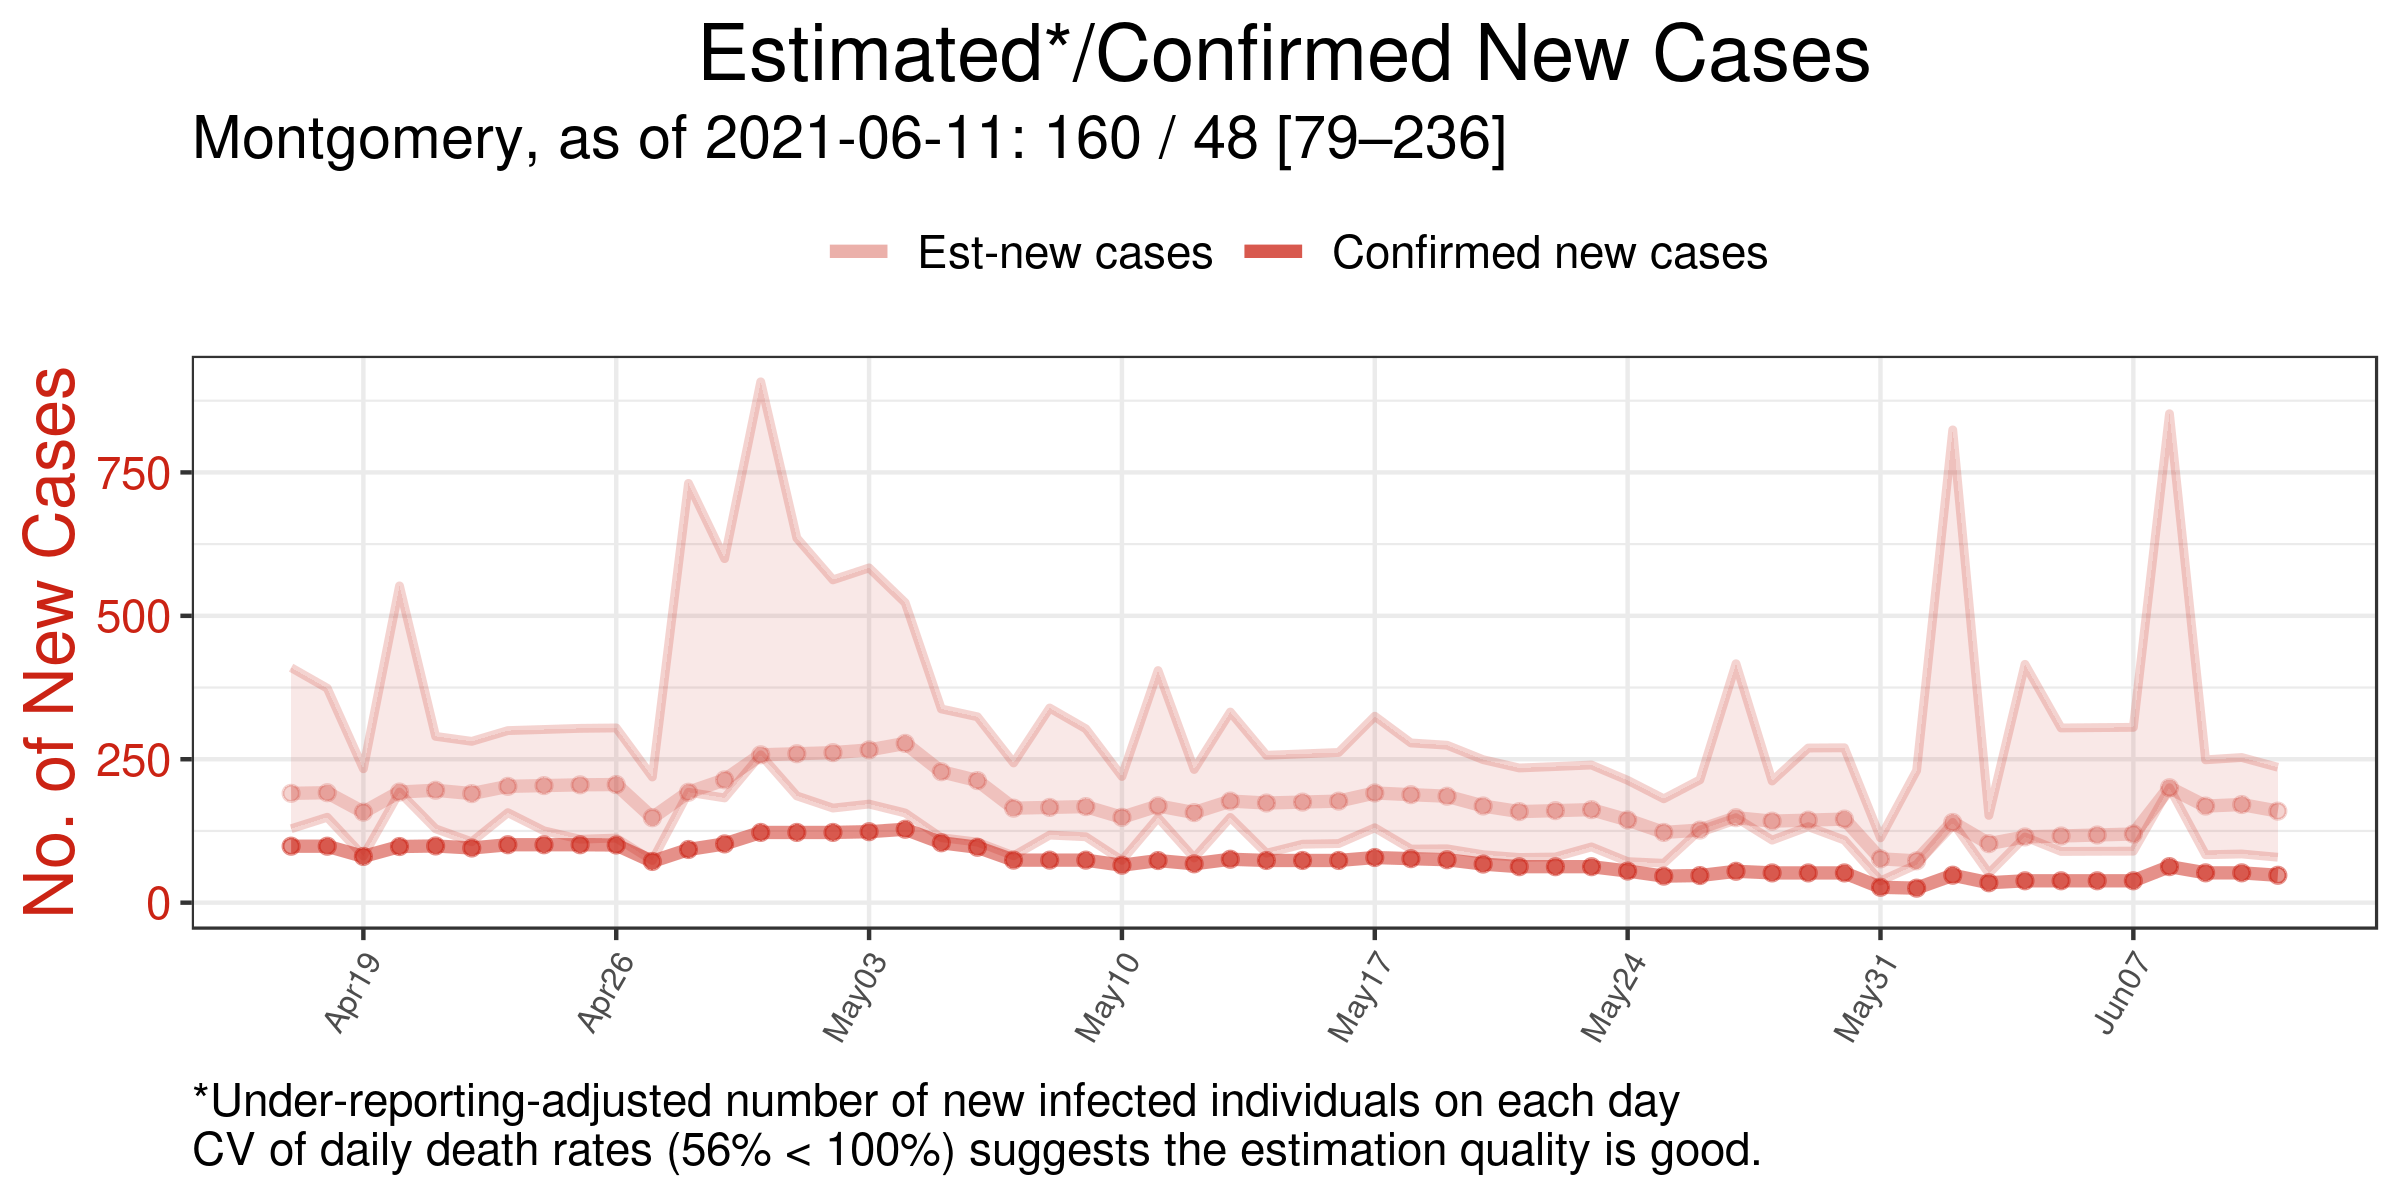 Estimated*/Confirmed New Cases
Montgomery, as of 2021-06-11: 160 / 48 [79–236]
Est-new cases Confirmed new cases
No. of New Cases
750
500
250
0
Apr19 Apr26 May03 May10 May17 May24 May31 Jun07
*Under-reporting-adjusted number of new infected individuals on each day
CV of daily death rates (56% < 100%) suggests the estimation quality is good.